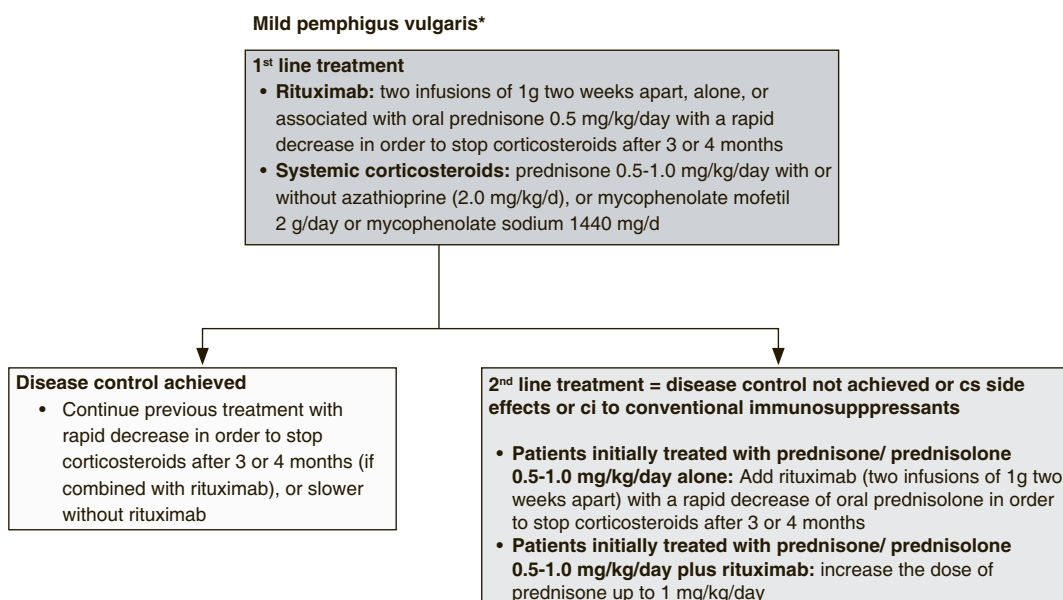 Mild pemphigus vulgaris*
1st line treatment
• Rituximab: two infusions of 1g two weeks apart, alone, or
associated with oral prednisone 0.5 mg/kg/day with a rapid
decrease in order to stop corticosteroids after 3 or 4 months
• Systemic corticosteroids: prednisone 0.5-1.0 mg/kg/day with or
without azathioprine (2.0 mg/kg/d), or mycophenolate mofetil
2 g/day or mycophenolate sodium 1440 mg/d
Disease control achieved
• Continue previous treatment with
rapid decrease in order to stop
corticosteroids after 3 or 4 months (if
combined with rituximab), or slower
without rituximab
2nd line treatment = disease control not achieved or cs side
effects or ci to conventional immunosupppressants
• Patients initially treated with prednisone/ prednisolone
0.5-1.0 mg/kg/day alone: Add rituximab (two infusions of 1g two
weeks apart) with a rapid decrease of oral prednisolone in order
to stop corticosteroids after 3 or 4 months
• Patients initially treated with prednisone/ prednisolone
0.5-1.0 mg/kg/day plus rituximab: increase the dose of
prednisone up to 1 mg/kg/day